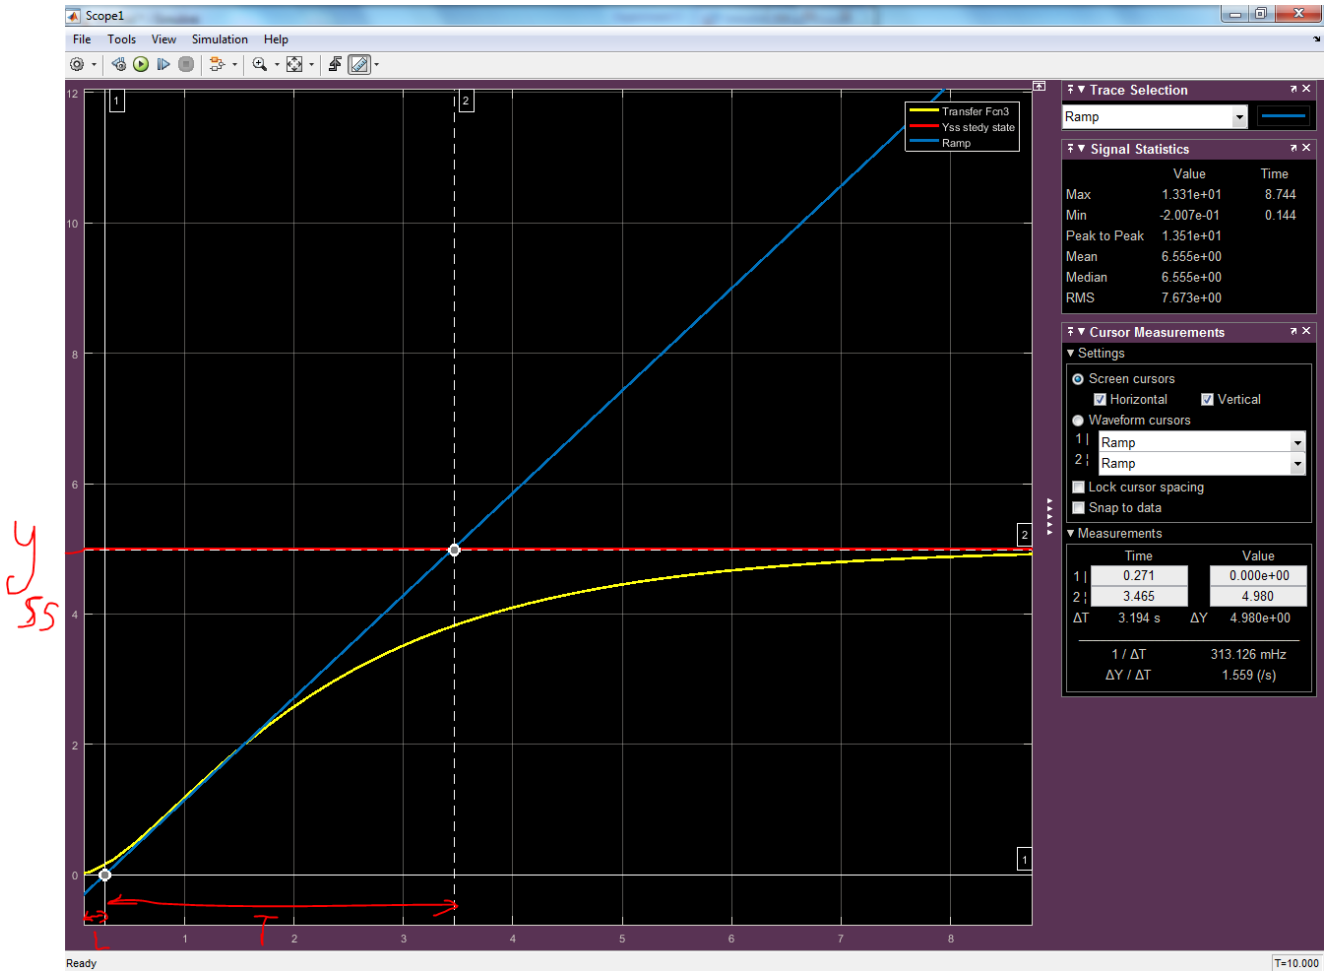 Scope1
File Tools View Simulation Help
12
10
8
6
4
2
0
1
2
Transfer Fcn3
Yss stedy state
Ramp
2
1
1 2 3 4 5 6 7 8
y
ss
L
T
Trace Selection
Ramp
Signal Statistics
Value Time
Max 1.331e+01 8.744
Min -2.007e-01 0.144
Peak to Peak 1.351e+01
Mean 6.555e+00
Median 6.555e+00
RMS 7.673e+00
Cursor Measurements
Settings
Screen cursors
Horizontal Vertical
Waveform cursors
1 | Ramp
2 ¦ Ramp
Lock cursor spacing
Snap to data
Measurements
Time Value
1 | 0.271 0.000e+00
2 ¦ 3.465 4.980
ΔT 3.194 s ΔY 4.980e+00
1 / ΔT 313.126 mHz
ΔY / ΔT 1.559 (/s)
Ready T=10.000